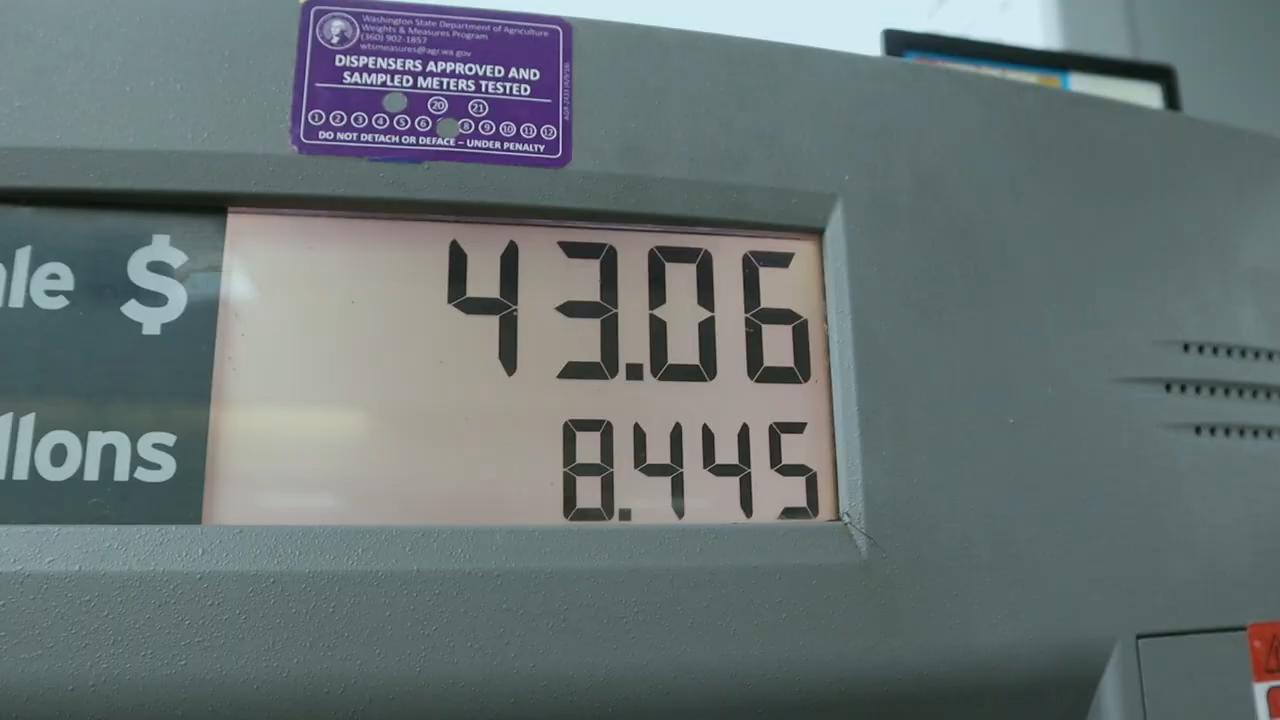 Washington State Department of Agriculture
Weights & Measures Program
(360) 902-1857
wtsmeasures@agr.wa.gov
DISPENSERS APPROVED AND
SAMPLED METERS TESTED
20 21
1 2 3 4 5 6 8 9 10 11 12
DO NOT DETACH OR DEFACE – UNDER PENALTY
ale $ 43.06
allons 8.445